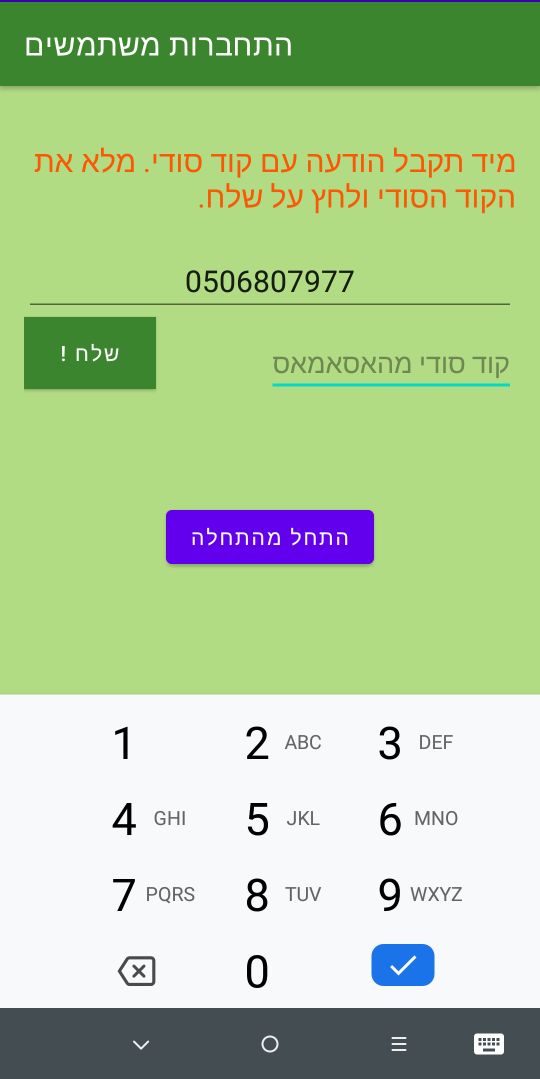 התחברות משתמשים
מיד תקבל הודעה עם קוד סודי. מלא את
הקוד הסודי ולחץ על שלח.
0506807977
קוד סודי מהאסאמאס
שלח !
התחל מהתחלה
1 2 ABC 3 DEF
4 GHI 5 JKL 6 MNO
7 PQRS 8 TUV 9 WXYZ
0